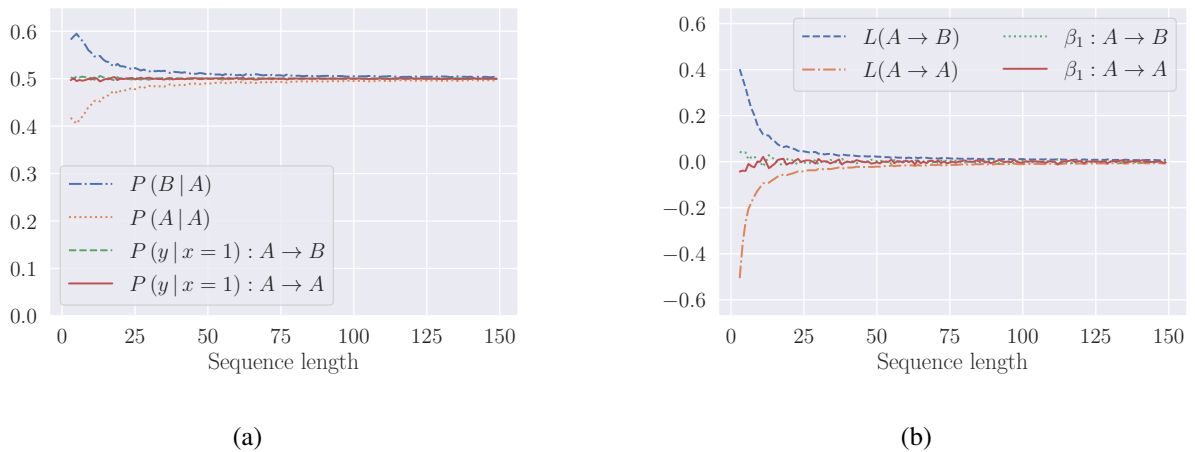 0.6
0.5
0.4
0.3
0.2
0.1
0.0
P (B | A)
P (A | A)
P (y | x = 1) : A → B
P (y | x = 1) : A → A
0 25 50 75 100 125 150
Sequence length
(a)
0.6
0.4
0.2
0.0
−0.2
−0.4
−0.6
L(A → B)
L(A → A)
β₁ : A → B
β₁ : A → A
0 25 50 75 100 125 150
Sequence length
(b)